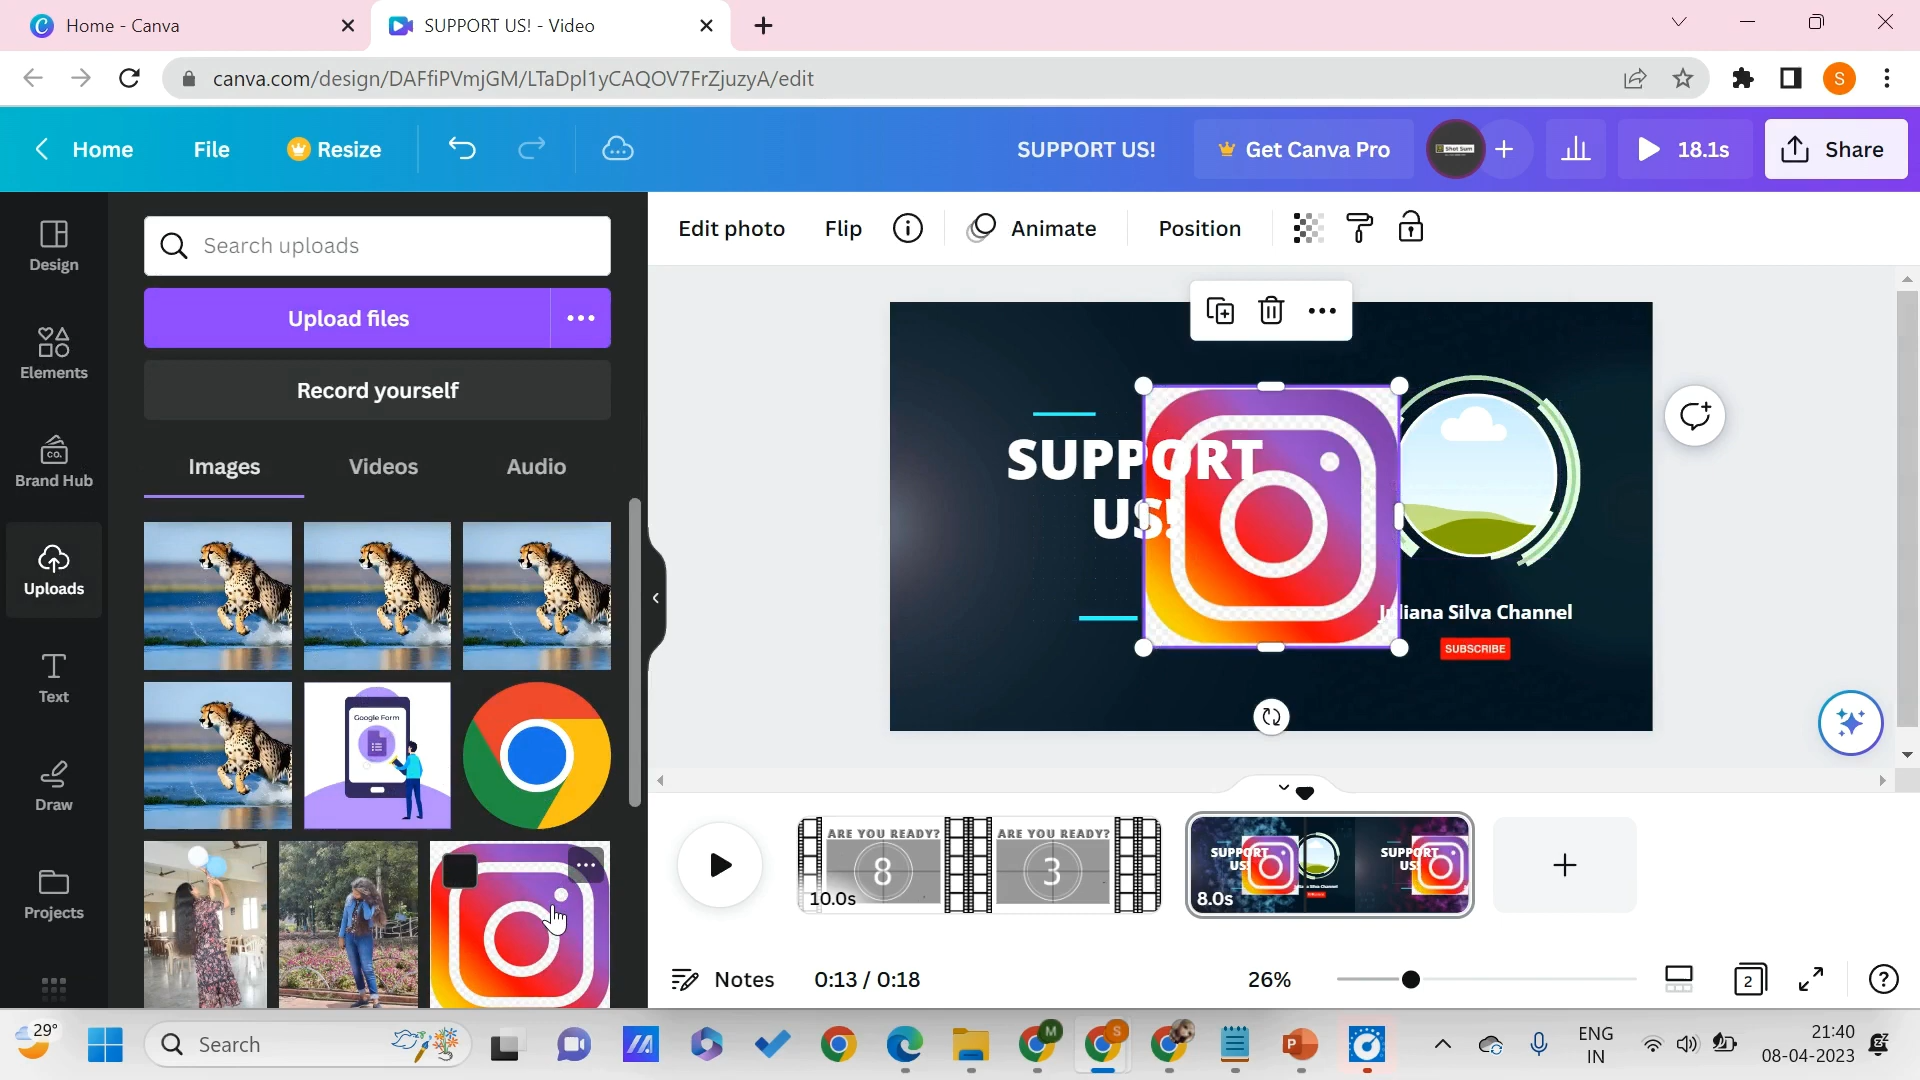 Home - Canva
SUPPORT US! - Video
canva.com/design/DAFfiPVmjGM/LTaDpl1yCAQOV7FrZjuzyA/edit
S
Home
File
Resize
SUPPORT US!
Get Canva Pro
18.1s
Share
Design
Elements
CO.
Brand Hub
Uploads
Text
Draw
Projects
Search uploads
Upload files
Record yourself
Images
Videos
Audio
Google Form
Edit photo
Flip
Animate
Position
SUPPORT
US!
Juliana Silva Channel
SUBSCRIBE
ARE YOU READY?
8
10.0s
ARE YOU READY?
3
SUPPORT
US!
8.0s
SUPPORT
US!
Notes
0:13 / 0:18
26%
2
29°
Search
M
S
P
ENG
IN
21:40
08-04-2023